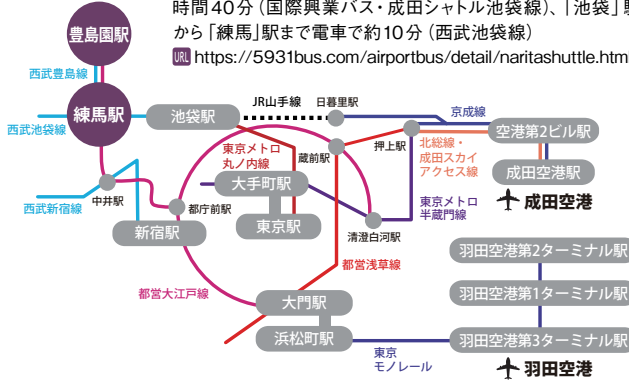 時間40分（国際興業バス・成田シャトル池袋線）、「池袋」駅
から「練馬」駅まで電車で約10分（西武池袋線）
URL https://5931bus.com/airportbus/detail/naritashuttle.html
豊島園駅
西武豊島線
練馬駅
西武池袋線
池袋駅
JR山手線
日暮里駅
京成線
空港第2ビル駅
押上駅
蔵前駅
北総線・
成田スカイ
アクセス線
東京メトロ
丸ノ内線
成田空港駅
成田空港
大手町駅
中井駅
西武新宿線
都庁前駅
新宿駅
東京駅
東京メトロ
半蔵門線
清澄白河駅
羽田空港第2ターミナル駅
都営浅草線
都営大江戸線
羽田空港第1ターミナル駅
大門駅
浜松町駅
羽田空港第3ターミナル駅
東京
モノレール
羽田空港